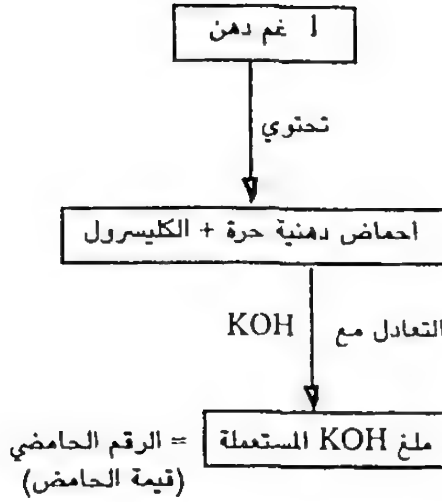 1 غم دهن
تحتوي
احماض دهنية حرة + الكليسرول
التعادل مع KOH
ملغ KOH المستعملة = الرقم الحامضي
(قيمة الحامض)